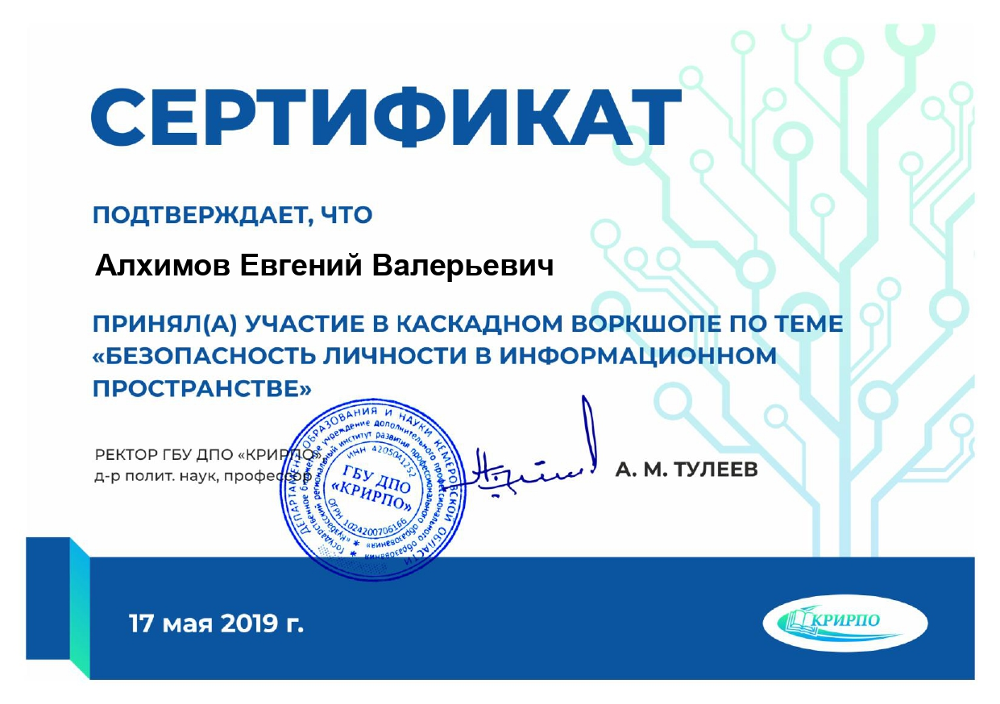 СЕРТИФИКАТ
ПОДТВЕРЖДАЕТ, ЧТО
Алхимов Евгений Валерьевич
ПРИНЯЛ(А) УЧАСТИЕ В КАСКАДНОМ ВОРКШОПЕ ПО ТЕМЕ
«БЕЗОПАСНОСТЬ ЛИЧНОСТИ В ИНФОРМАЦИОННОМ
ПРОСТРАНСТВЕ»
РЕКТОР ГБУ ДПО «КРИРПО»,
д-р полит. наук, профессор
ДЕПАРТАМЕНТ ОБРАЗОВАНИЯ И НАУКИ КЕМЕРОВСКОЙ ОБЛАСТИ
Государственное бюджетное учреждение дополнительного профессионального образования
«Кузбасский региональный институт развития профессионального образования»
ИНН 4205041252
ГБУ ДПО
«КРИРПО»
ОГРН 1024200706166
А. М. ТУЛЕЕВ
17 мая 2019 г.
КРИРПО